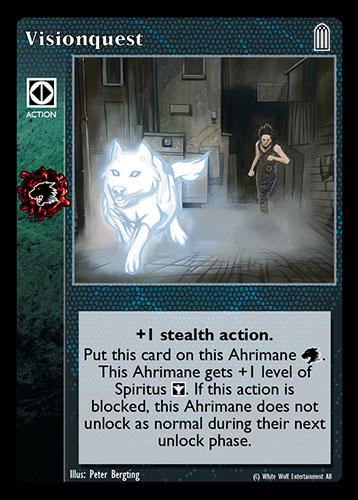 Visionquest
ACTION
+1 stealth action.
Put this card on this Ahrimane .
This Ahrimane gets +1 level of
Spiritus . If this action is
blocked, this Ahrimane does not
unlock as normal during their next
unlock phase.
Illus: Peter Bergting (C) White Wolf Entertainment AB